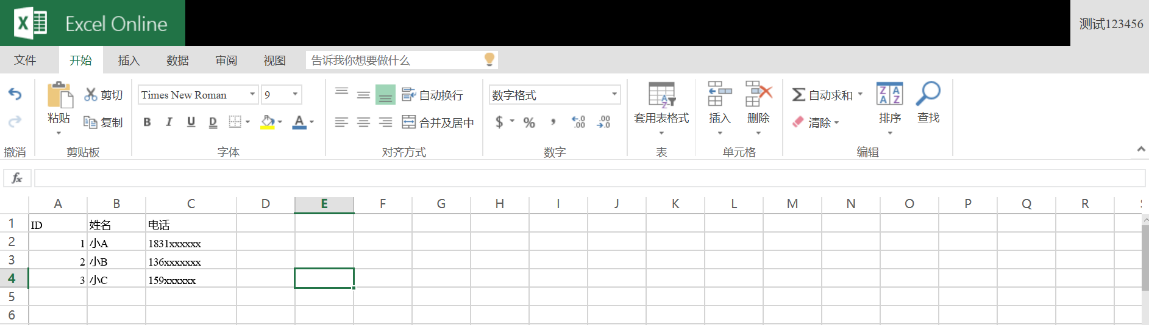 Excel Online 测试123456
文件 开始 插入 数据 审阅 视图 告诉我你想要做什么
剪切 Times New Roman 9 自动换行 数字格式 Σ 自动求和
粘贴 复制 B I U D A 合并及居中 $ % , .00 .00 套用表格式 插入 删除 清除 排序 查找
撤消 剪贴板 字体 对齐方式 数字 表 单元格 编辑
fx
A B C D E F G H I J K L M N O P Q R
1 ID 姓名 电话
2 1 小A 1831xxxxxx
3 2 小B 136xxxxxxx
4 3 小C 159xxxxxx
5
6